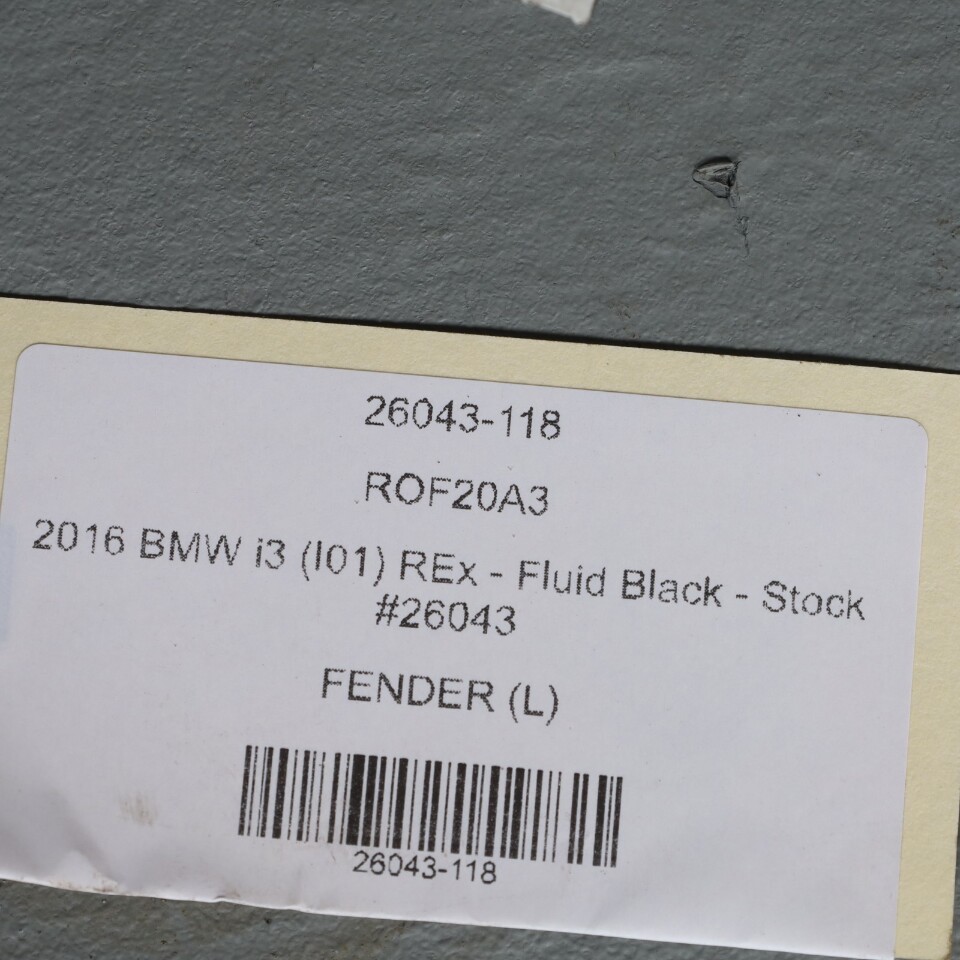 26043-118
ROF20A3
2016 BMW i3 (I01) REx - Fluid Black - Stock
#26043
FENDER (L)
26043-118